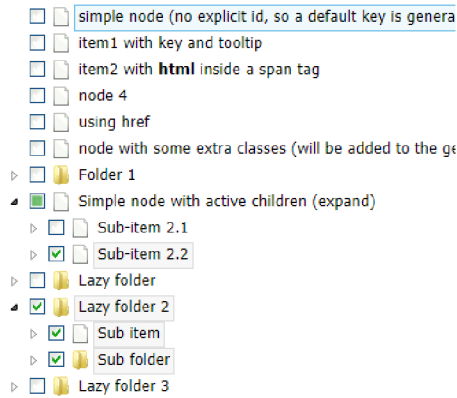 simple node (no explicit id, so a default key is genera
item1 with key and tooltip
item2 with html inside a span tag
node 4
using href
node with some extra classes (will be added to the ge
Folder 1
Simple node with active children (expand)
Sub-item 2.1
Sub-item 2.2
Lazy folder
Lazy folder 2
Sub item
Sub folder
Lazy folder 3